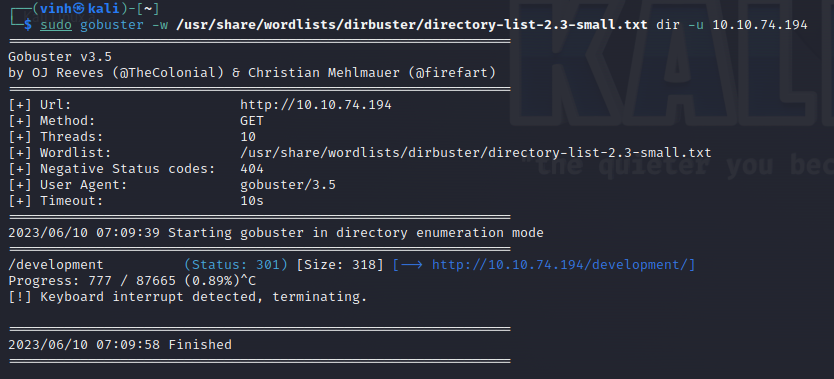 ┌──(vinh㉿kali)-[~]
└─$ sudo gobuster -w /usr/share/wordlists/dirbuster/directory-list-2.3-small.txt dir -u 10.10.74.194
===============================================================
Gobuster v3.5
by OJ Reeves (@TheColonial) & Christian Mehlmauer (@firefart)
===============================================================
[+] Url:                     http://10.10.74.194
[+] Method:                  GET
[+] Threads:                 10
[+] Wordlist:                /usr/share/wordlists/dirbuster/directory-list-2.3-small.txt
[+] Negative Status codes:   404
[+] User Agent:              gobuster/3.5
[+] Timeout:                 10s
===============================================================
2023/06/10 07:09:39 Starting gobuster in directory enumeration mode
===============================================================
/development          (Status: 301) [Size: 318] [--> http://10.10.74.194/development/]
Progress: 777 / 87665 (0.89%)^C
[!] Keyboard interrupt detected, terminating.
===============================================================
2023/06/10 07:09:58 Finished
===============================================================
KALI
"the quieter you bec